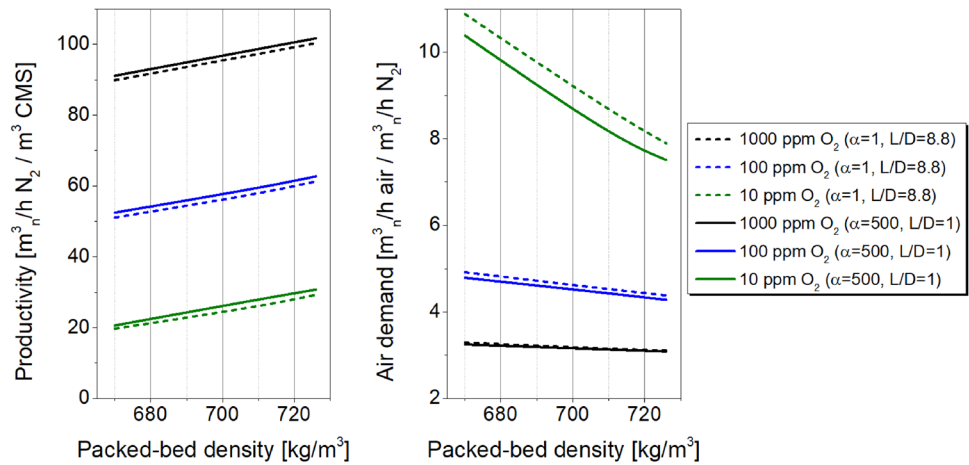 Productivity [m³ₙ/h N₂ / m³ CMS]
100
80
60
40
20
0
680 700 720
Packed-bed density [kg/m³]
Air demand [m³ₙ/h air / m³ₙ/h N₂]
10
8
6
4
2
680 700 720
Packed-bed density [kg/m³]
1000 ppm O₂ (α=1, L/D=8.8)
100 ppm O₂ (α=1, L/D=8.8)
10 ppm O₂ (α=1, L/D=8.8)
1000 ppm O₂ (α=500, L/D=1)
100 ppm O₂ (α=500, L/D=1)
10 ppm O₂ (α=500, L/D=1)